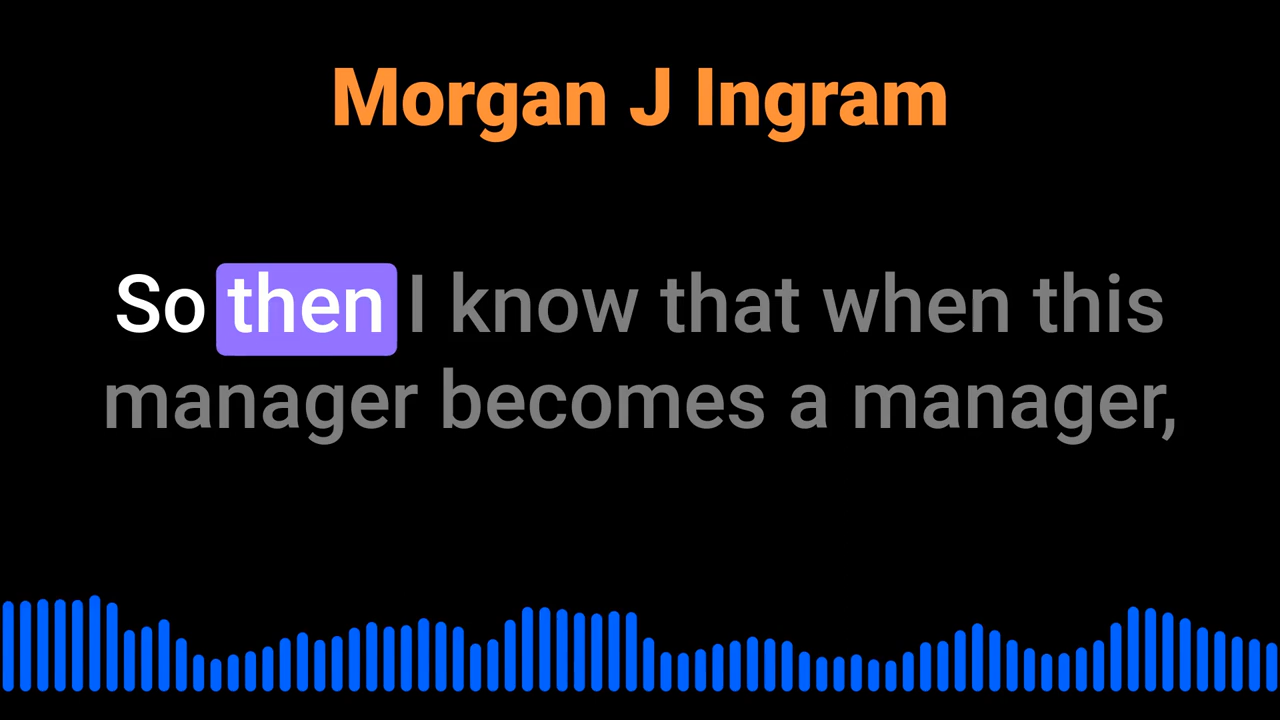 Morgan J Ingram
So then I know that when this
manager becomes a manager,